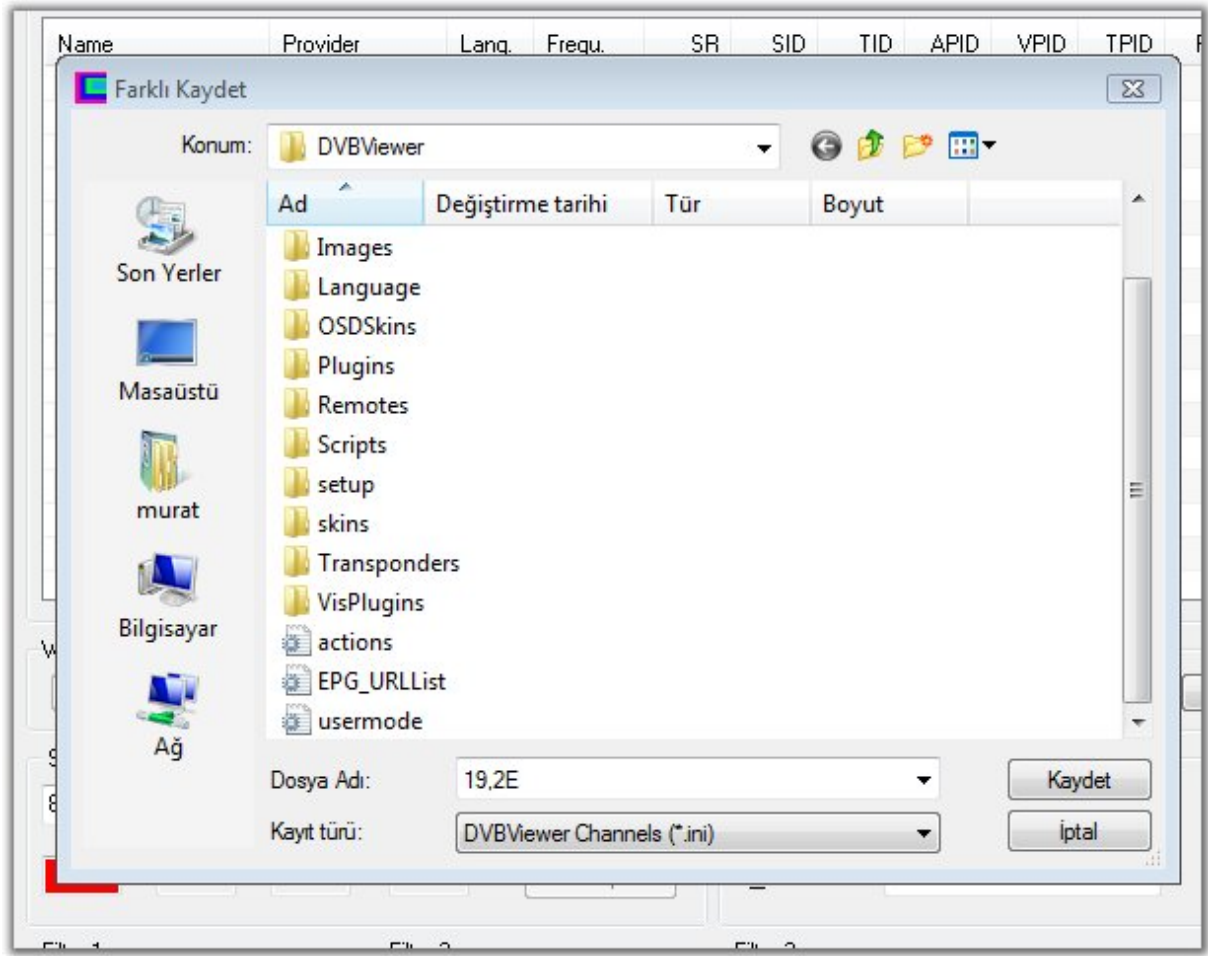 Name Provider Lang. Frequ. SR SID TID APID VPID TPID
Farklı Kaydet
Konum: DVBViewer
Ad Değiştirme tarihi Tür Boyut
Images
Language
OSDSkins
Plugins
Remotes
Scripts
setup
skins
Transponders
VisPlugins
actions
EPG_URLList
usermode
Son Yerler
Masaüstü
murat
Bilgisayar
Ağ
Dosya Adı: 19,2E Kaydet
Kayıt türü: DVBViewer Channels (*.ini) İptal